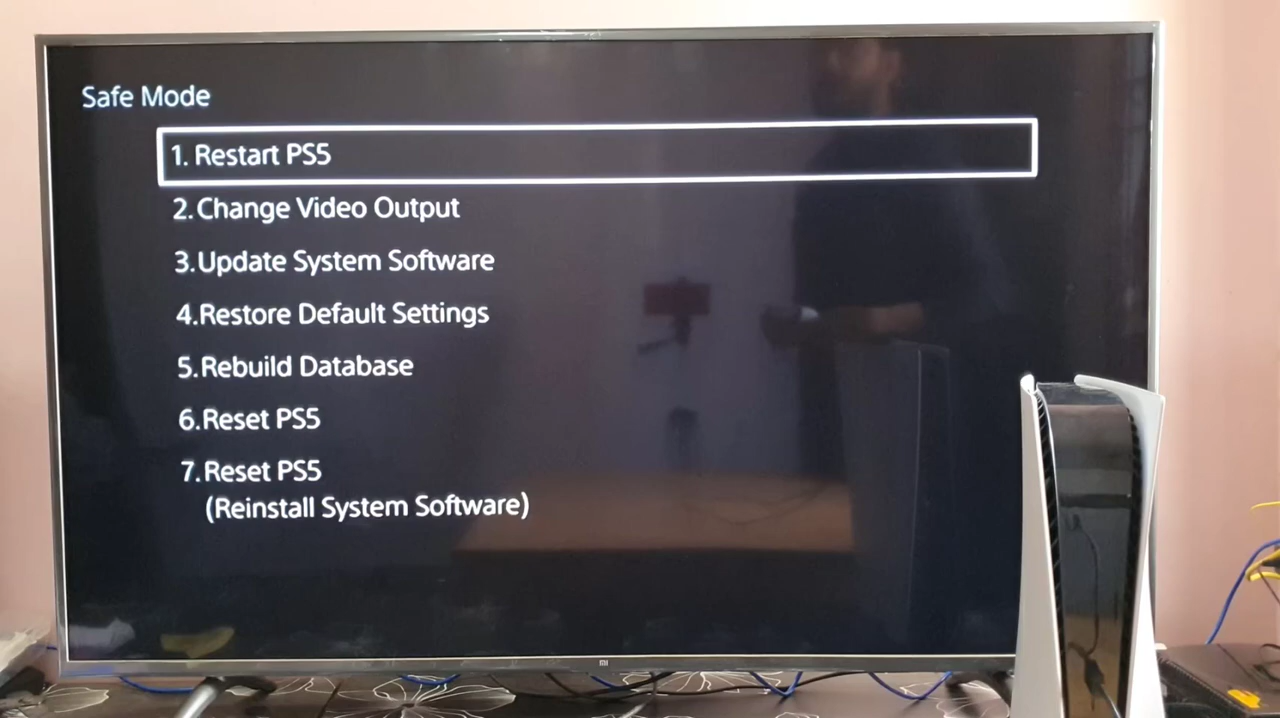 Safe Mode
1. Restart PS5
2. Change Video Output
3. Update System Software
4. Restore Default Settings
5. Rebuild Database
6. Reset PS5
7. Reset PS5
(Reinstall System Software)
mi